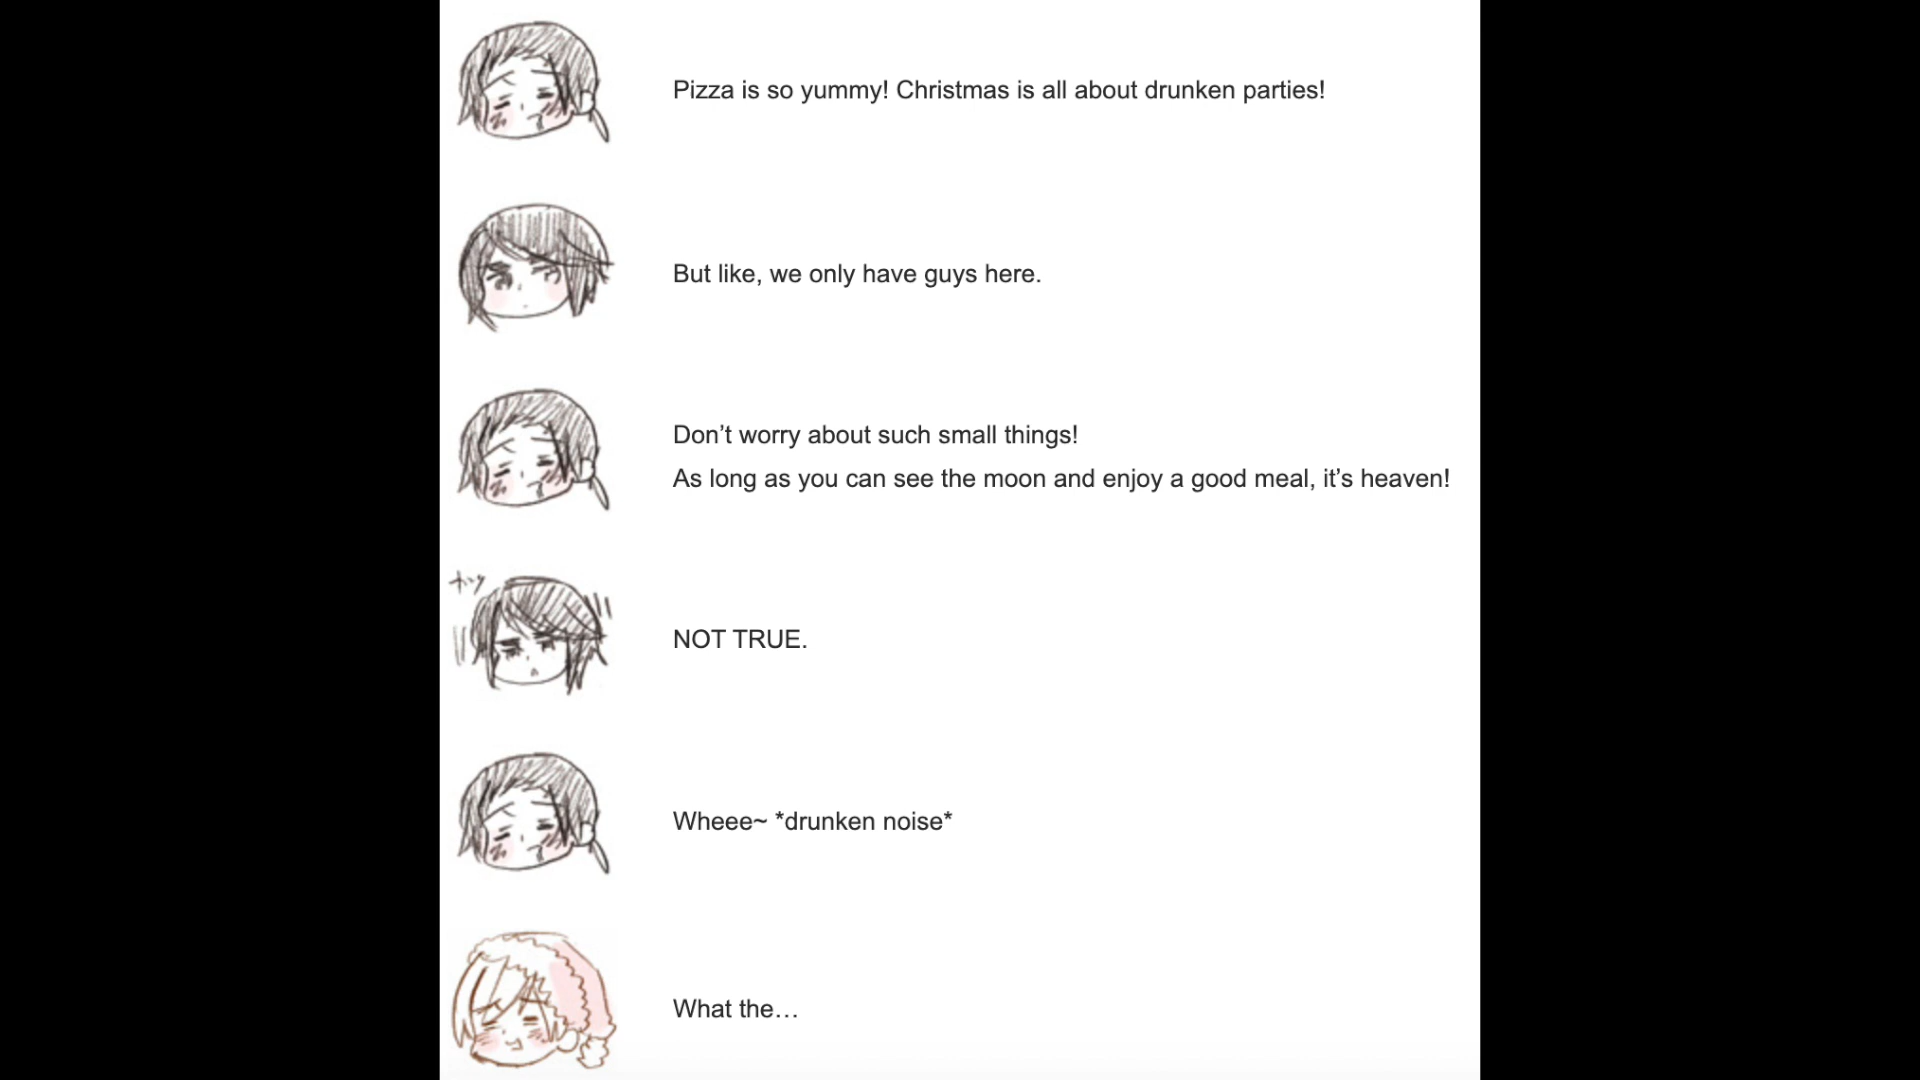 Pizza is so yummy! Christmas is all about drunken parties!
But like, we only have guys here.
Don’t worry about such small things!
As long as you can see the moon and enjoy a good meal, it’s heaven!
NOT TRUE.
Wheee~ *drunken noise*
What the…